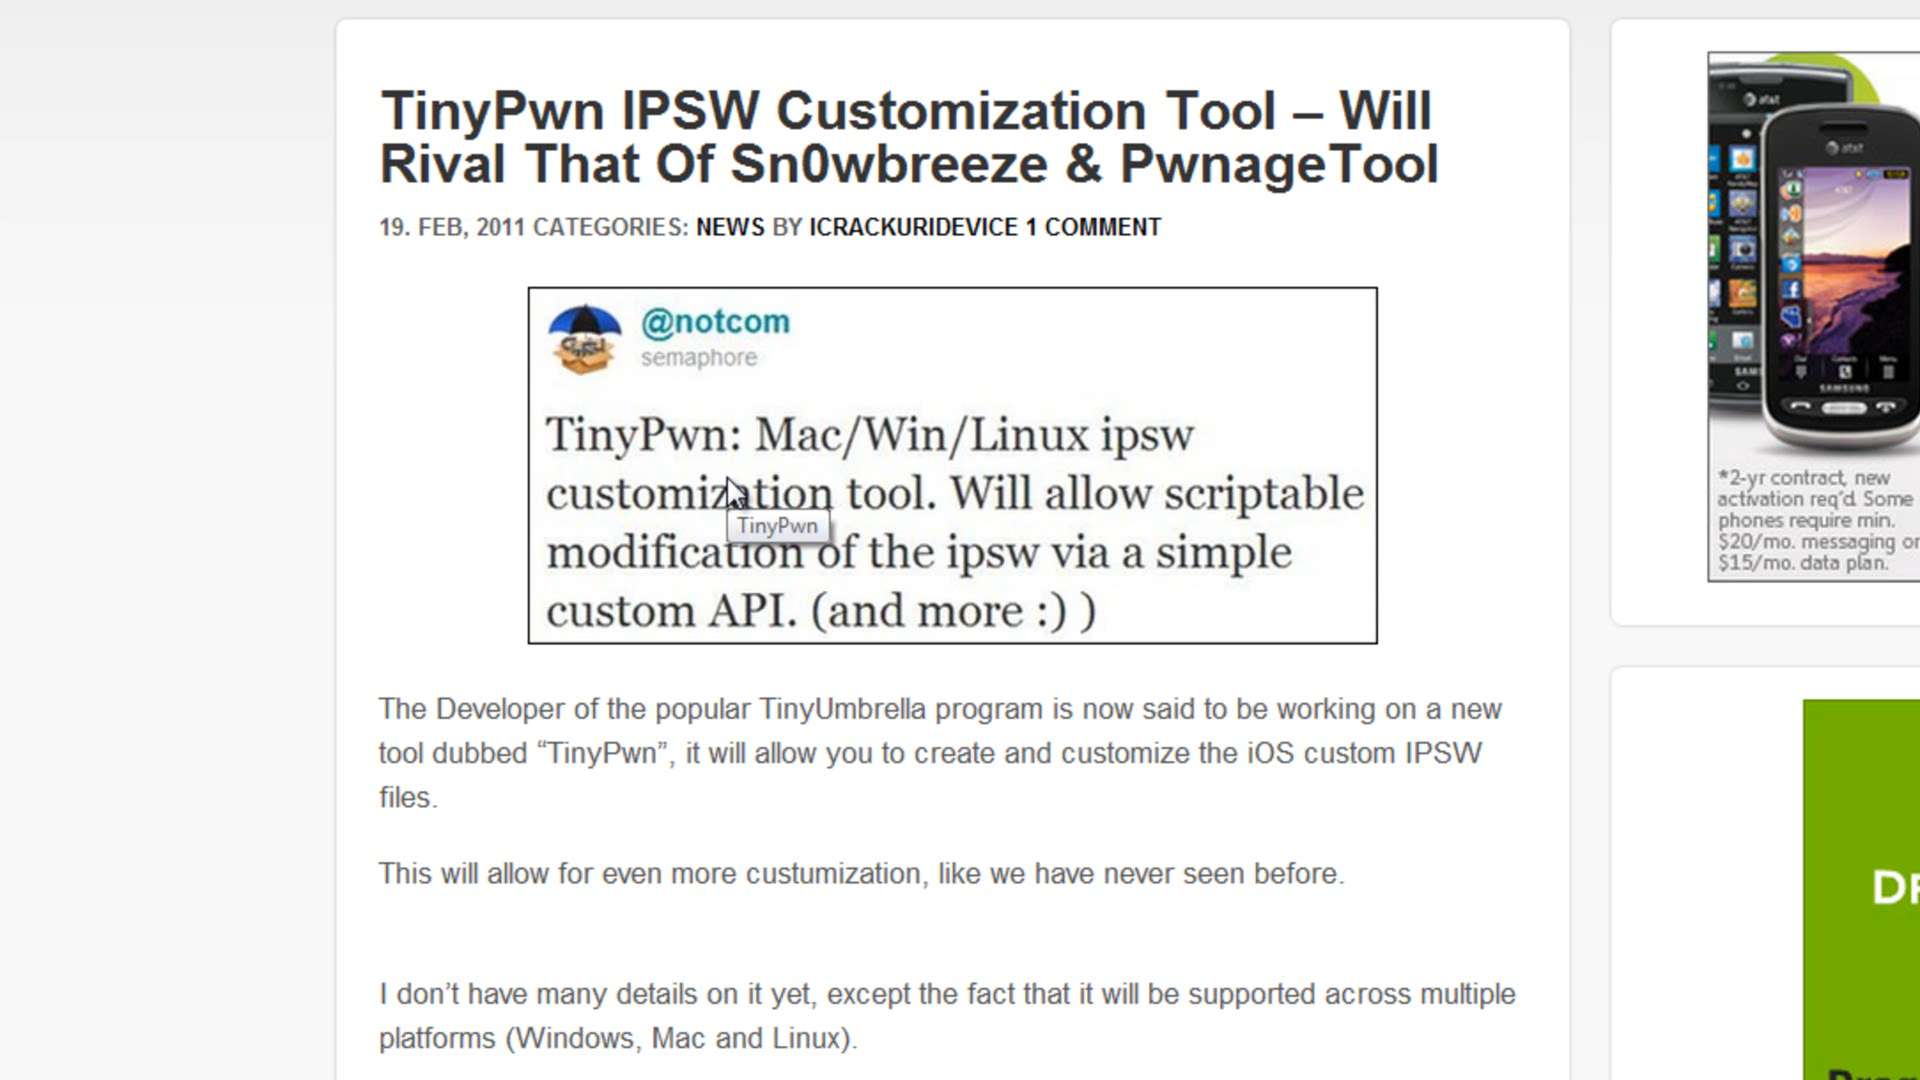 TinyPwn IPSW Customization Tool – Will
Rival That Of Sn0wbreeze & PwnageTool
19. FEB, 2011 CATEGORIES: NEWS BY ICRACKURIDEVICE 1 COMMENT
@notcom
semaphore
TinyPwn: Mac/Win/Linux ipsw
customization tool. Will allow scriptable
TinyPwn
modification of the ipsw via a simple
custom API. (and more :) )
The Developer of the popular TinyUmbrella program is now said to be working on a new
tool dubbed “TinyPwn”, it will allow you to create and customize the iOS custom IPSW
files.
This will allow for even more custumization, like we have never seen before.
I don’t have many details on it yet, except the fact that it will be supported across multiple
platforms (Windows, Mac and Linux).
at&t
at&t
SAMSUNG
*2-yr contract, new
activation req'd. Some
phones require min.
$20/mo. messaging or
$15/mo. data plan.